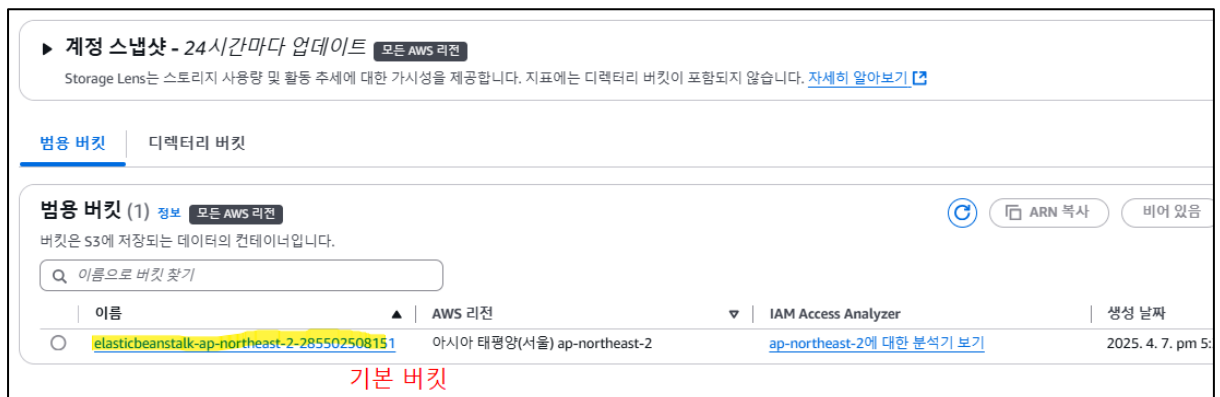 ▶ 계정 스냅샷 - 24시간마다 업데이트 모든 AWS 리전
Storage Lens는 스토리지 사용량 및 활동 추세에 대한 가시성을 제공합니다. 지표에는 디렉터리 버킷이 포함되지 않습니다. 자세히 알아보기
범용 버킷 디렉터리 버킷
범용 버킷 (1) 정보 모든 AWS 리전 ARN 복사 비어 있음
버킷은 S3에 저장되는 데이터의 컨테이너입니다.
이름으로 버킷 찾기
이름 ▲ AWS 리전 ▼ IAM Access Analyzer 생성 날짜
elasticbeanstalk-ap-northeast-2-285502508151 아시아 태평양(서울) ap-northeast-2 ap-northeast-2에 대한 분석기 보기 2025. 4. 7. pm 5:
기본 버킷